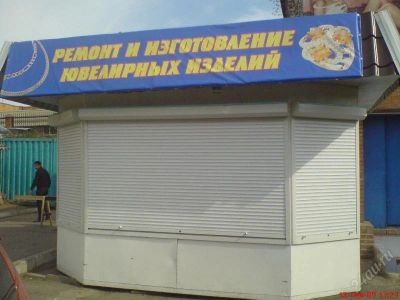 РЕМОНТ И ИЗГОТОВЛЕНИЕ
ЮВЕЛИРНЫХ ИЗДЕЛИЙ